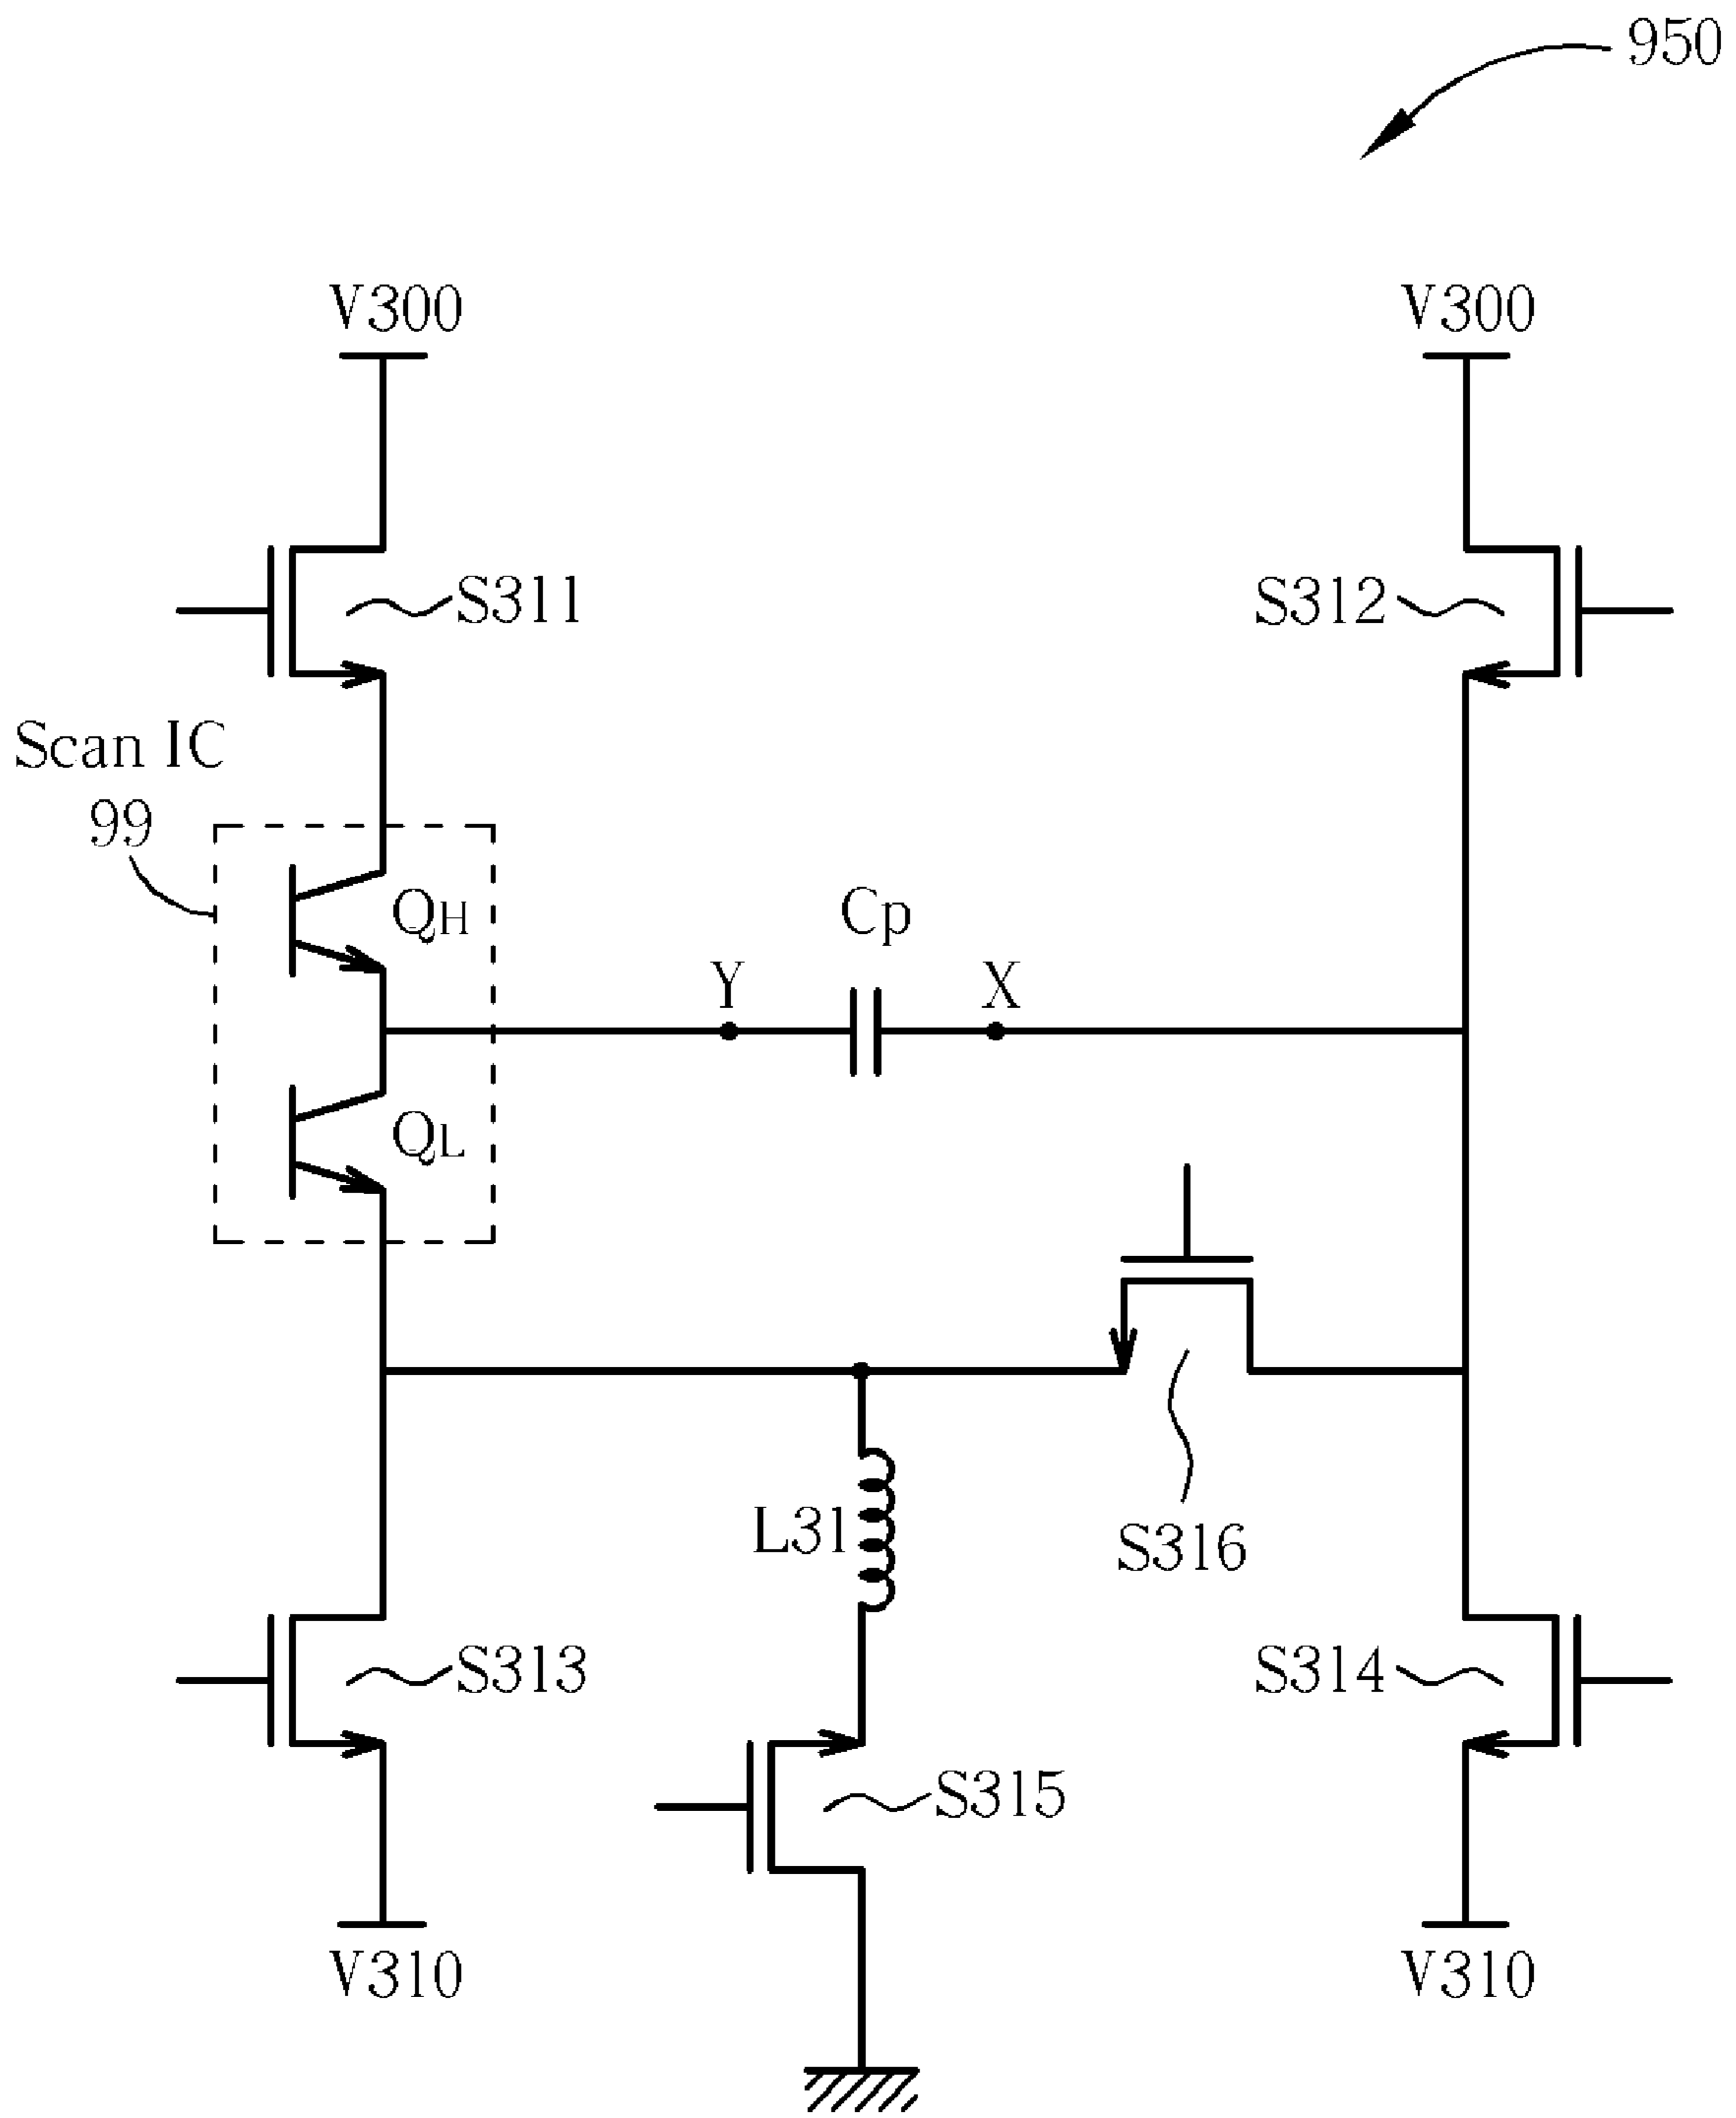 950
V300
V300
S311
S312
Scan IC
99
QH
Cp
Y
X
QL
L31
S316
S313
S314
S315
V310
V310